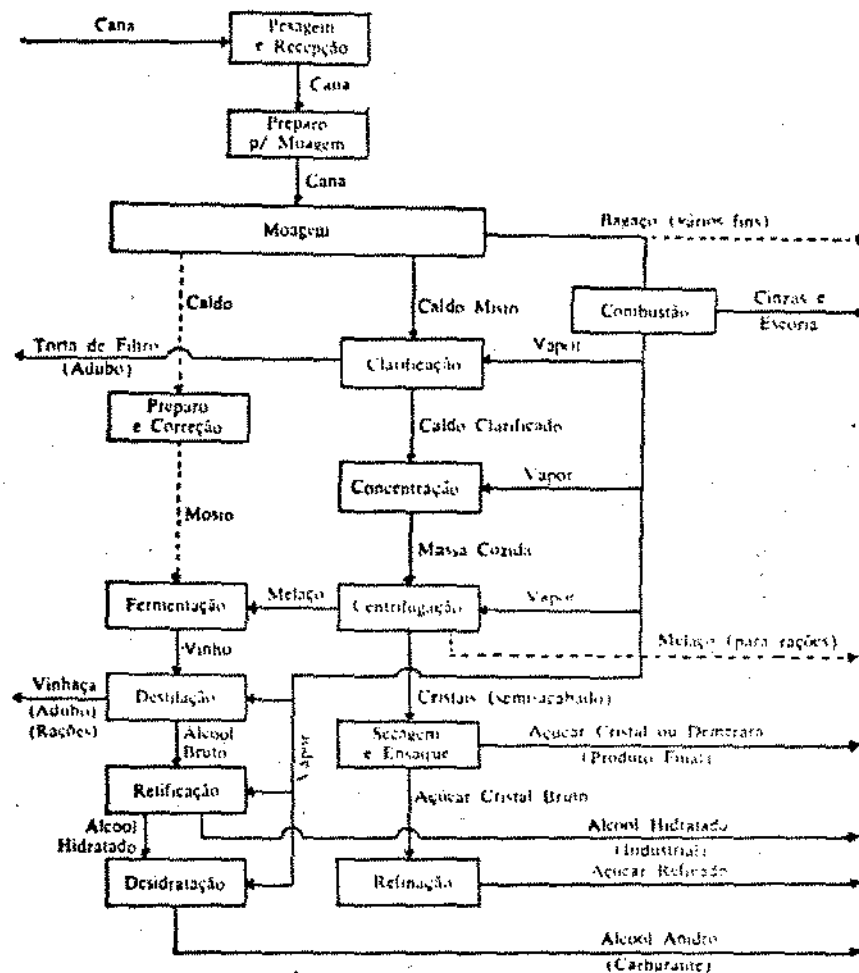 Cana
Pesagem
e Recepção
Cana
Preparo
p/ Moagem
Cana
Moagem
Bagaço (vários fins)
Caldo
Caldo Misto
Combustão
Cinzas e
Escória
Torta de Filtro
(Adubo)
Clarificação
Vapor
Preparo
e Correção
Caldo Clarificado
Concentração
Vapor
Mosto
Massa Cozida
Fermentação
Melaço
Centrifugação
Vapor
Melaço (para rações)
Vinho
Vinhaça
(Adubo)
(Rações)
Destilação
Cristais (semi-acabado)
Álcool
Bruto
Vapor
Secagem
e Ensaque
Açúcar Cristal ou Demerara
(Produto Final)
Retificação
Açúcar Cristal Bruto
Álcool
Hidratado
Álcool Hidratado
(Industrial)
Desidratação
Refinação
Açúcar Refinado
Álcool Anidro
(Carburante)